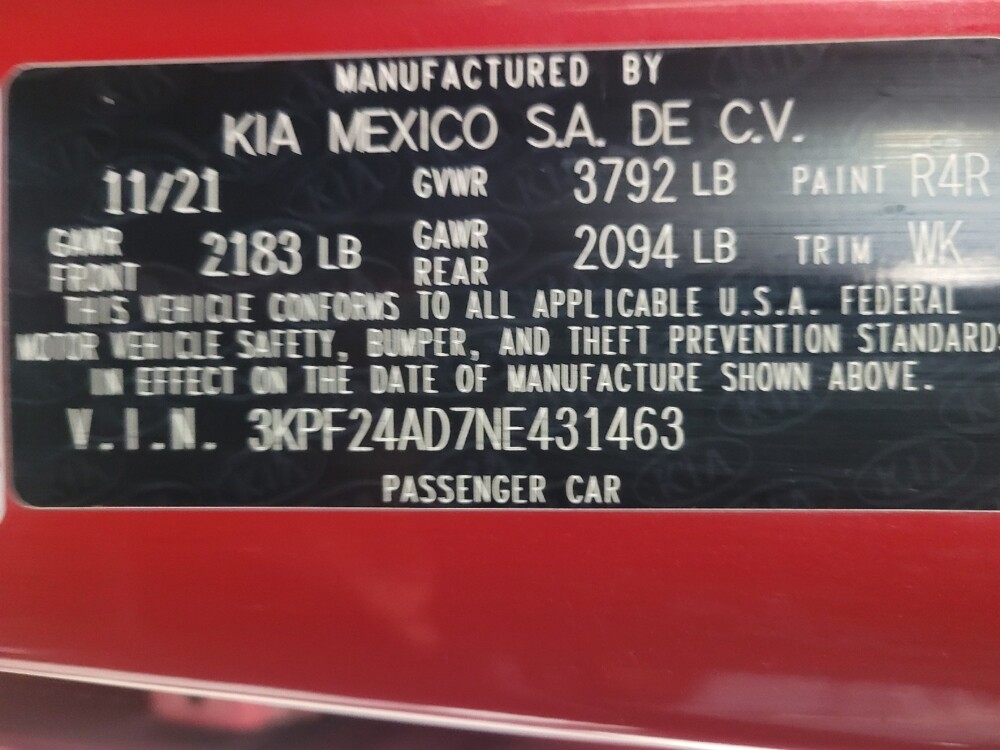 MANUFACTURED BY
KIA MEXICO S.A. DE C.V.
11/21 GVWR 3792 LB PAINT R4R
GAWR FRONT 2183 LB GAWR REAR 2094 LB TRIM WK
THIS VEHICLE CONFORMS TO ALL APPLICABLE U.S.A. FEDERAL
MOTOR VEHICLE SAFETY, BUMPER, AND THEFT PREVENTION STANDARDS
IN EFFECT ON THE DATE OF MANUFACTURE SHOWN ABOVE.
V.I.N. 3KPF24AD7NE431463
PASSENGER CAR